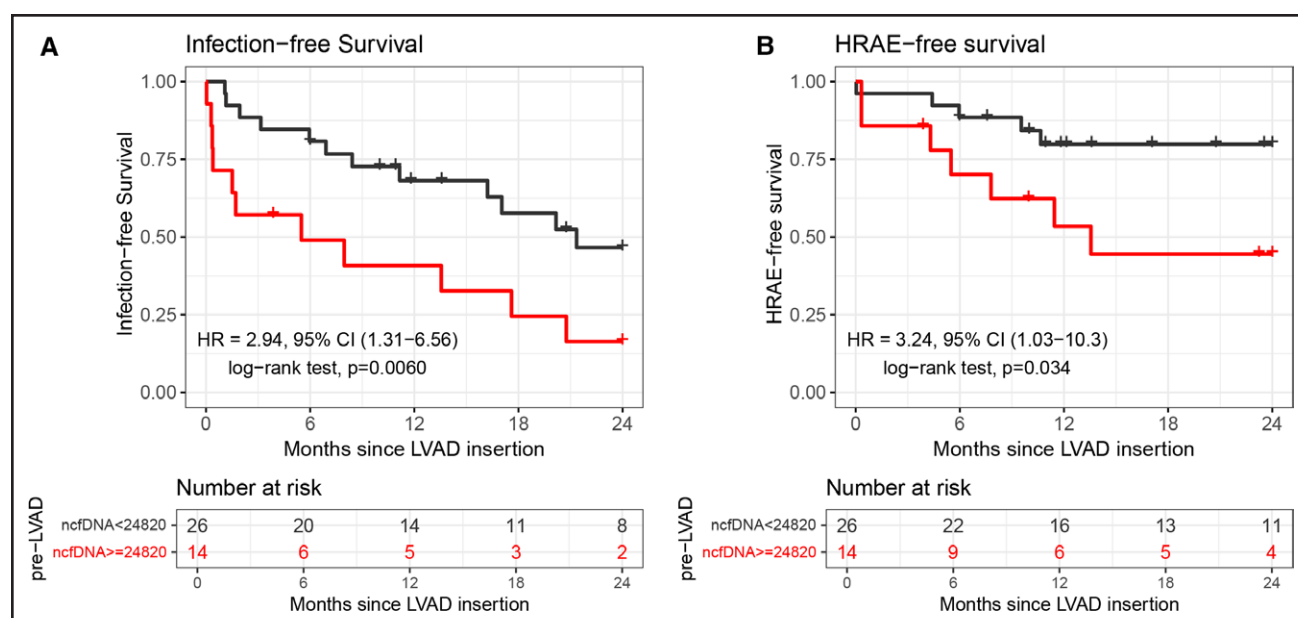 A
Infection−free Survival
Infection−free Survival
1.00
0.75
0.50
0.25
0.00
HR = 2.94, 95% CI (1.31−6.56)
log−rank test, p=0.0060
0 6 12 18 24
Months since LVAD insertion
Number at risk
pre-LVAD
ncfDNA<24820 26 20 14 11 8
ncfDNA>=24820 14 6 5 3 2
0 6 12 18 24
Months since LVAD insertion
B
HRAE−free survival
HRAE−free survival
1.00
0.75
0.50
0.25
0.00
HR = 3.24, 95% CI (1.03−10.3)
log−rank test, p=0.034
0 6 12 18 24
Months since LVAD insertion
Number at risk
pre-LVAD
ncfDNA<24820 26 22 16 13 11
ncfDNA>=24820 14 9 6 5 4
0 6 12 18 24
Months since LVAD insertion